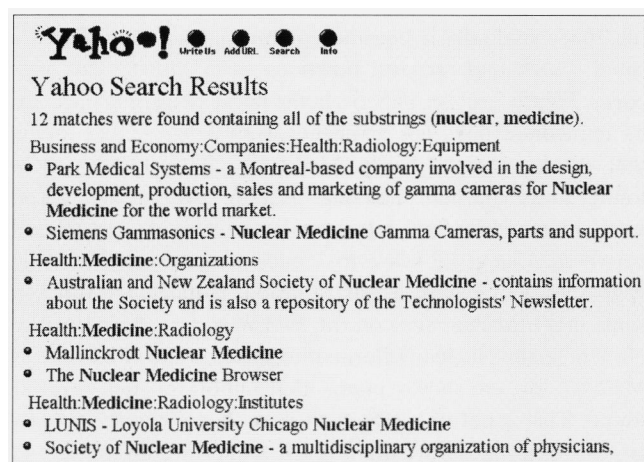 Yahoo!
Write Us Add URL Search Info
Yahoo Search Results
12 matches were found containing all of the substrings (nuclear, medicine).
Business and Economy:Companies:Health:Radiology:Equipment
Park Medical Systems - a Montreal-based company involved in the design,
development, production, sales and marketing of gamma cameras for Nuclear
Medicine for the world market.
Siemens Gammasonics - Nuclear Medicine Gamma Cameras, parts and support.
Health:Medicine:Organizations
Australian and New Zealand Society of Nuclear Medicine - contains information
about the Society and is also a repository of the Technologists' Newsletter.
Health:Medicine:Radiology
Mallinckrodt Nuclear Medicine
The Nuclear Medicine Browser
Health:Medicine:Radiology:Institutes
LUNIS - Loyola University Chicago Nuclear Medicine
Society of Nuclear Medicine - a multidisciplinary organization of physicians,